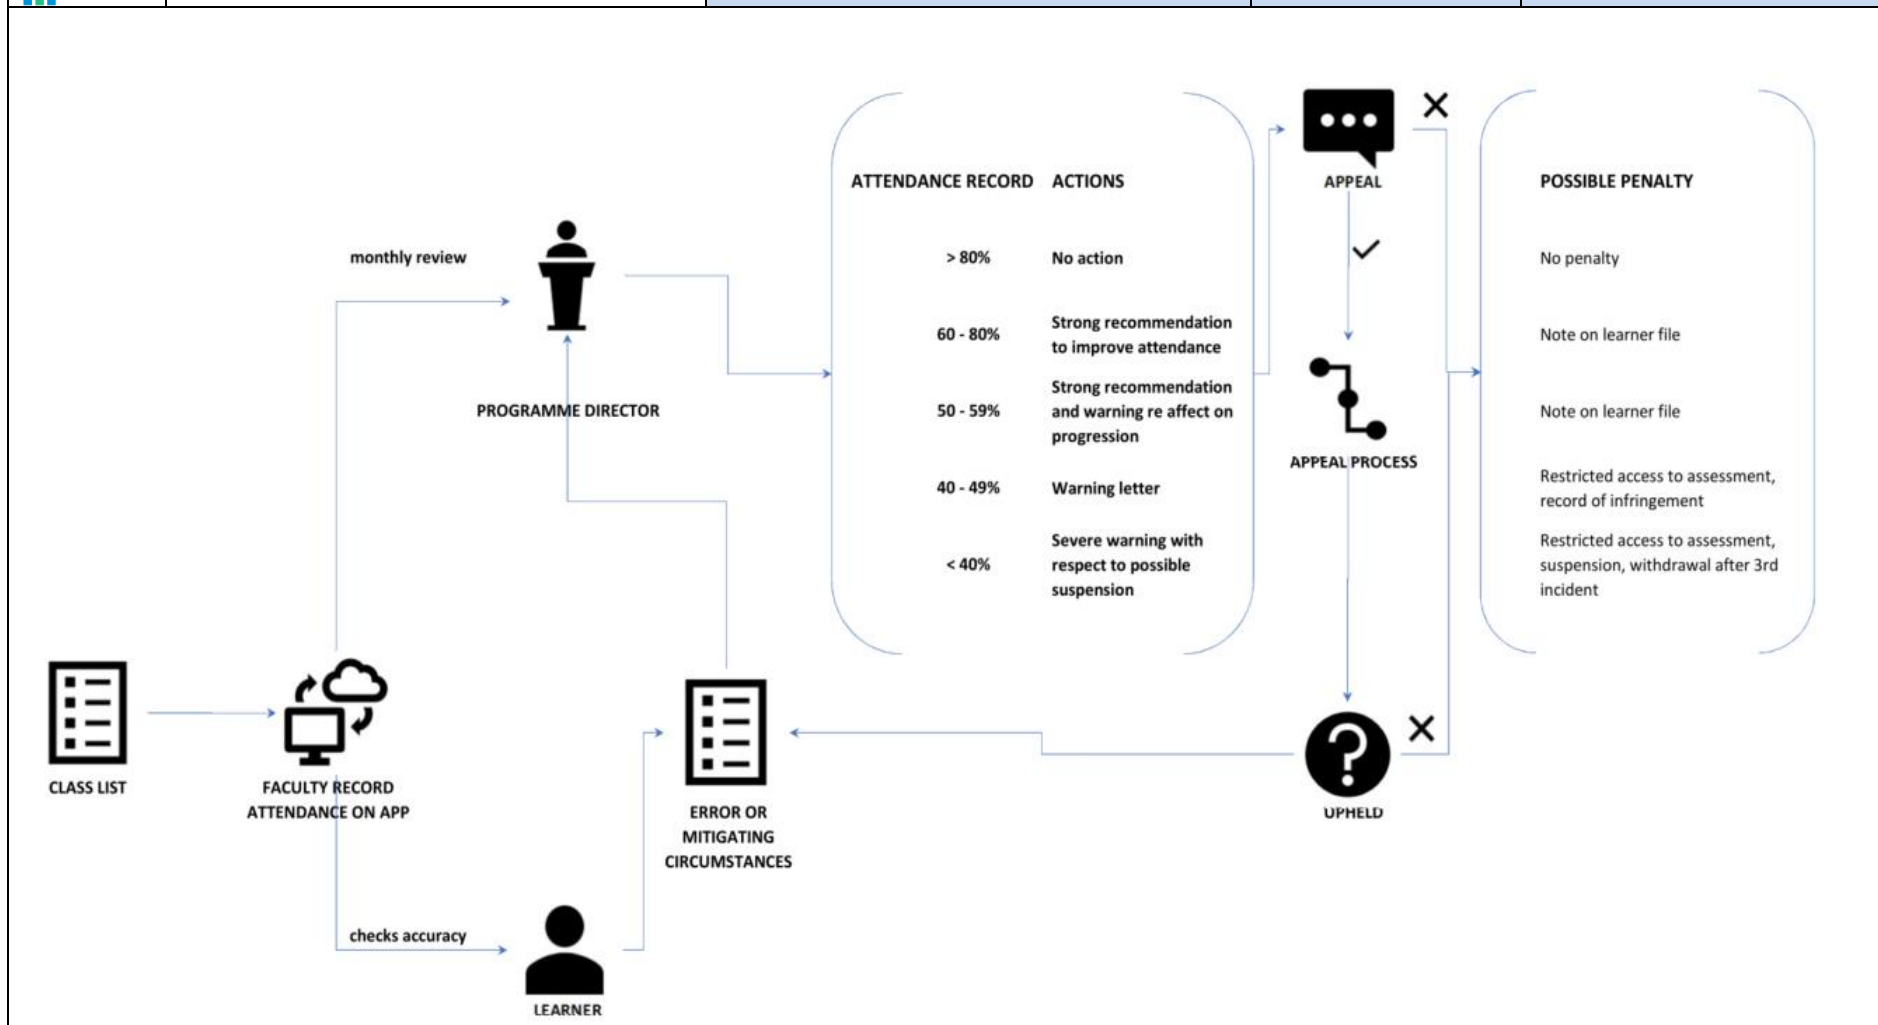 monthly review
PROGRAMME DIRECTOR
ATTENDANCE RECORD ACTIONS
> 80% No action
60 - 80% Strong recommendation
to improve attendance
50 - 59% Strong recommendation
and warning re affect on
progression
40 - 49% Warning letter
< 40% Severe warning with
respect to possible
suspension
APPEAL
APPEAL PROCESS
UPHELD
POSSIBLE PENALTY
No penalty
Note on learner file
Note on learner file
Restricted access to assessment,
record of infringement
Restricted access to assessment,
suspension, withdrawal after 3rd
incident
CLASS LIST
FACULTY RECORD
ATTENDANCE ON APP
ERROR OR
MITIGATING
CIRCUMSTANCES
checks accuracy
LEARNER